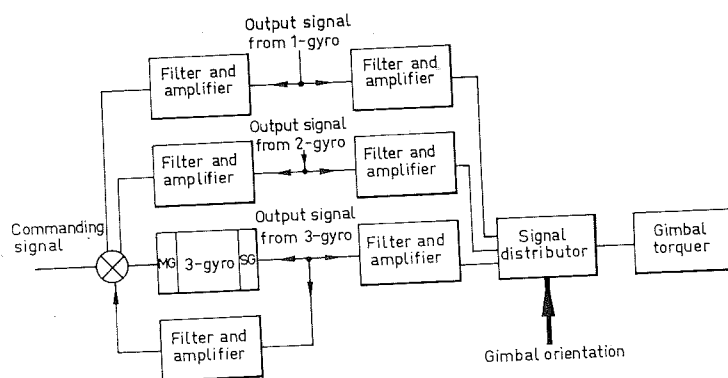 Output signal
from 1-gyro
Filter and
amplifier
Filter and
amplifier
Output signal
from 2-gyro
Filter and
amplifier
Filter and
amplifier
Commanding
signal
Output signal
from 3-gyro
MG
3-gyro
SG
Filter and
amplifier
Signal
distributor
Gimbal
torquer
Filter and
amplifier
Gimbal orientation